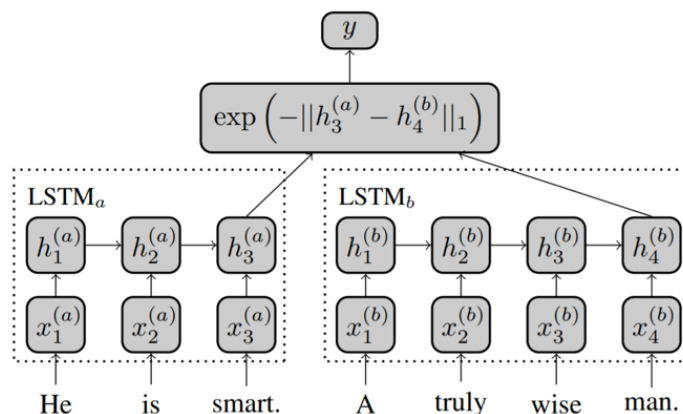 y
exp(-||h_3^{(a)} - h_4^{(b)}||_1)
LSTM_a LSTM_b
h_1^{(a)} h_2^{(a)} h_3^{(a)} h_1^{(b)} h_2^{(b)} h_3^{(b)} h_4^{(b)}
x_1^{(a)} x_2^{(a)} x_3^{(a)} x_1^{(b)} x_2^{(b)} x_3^{(b)} x_4^{(b)}
He is smart. A truly wise man.